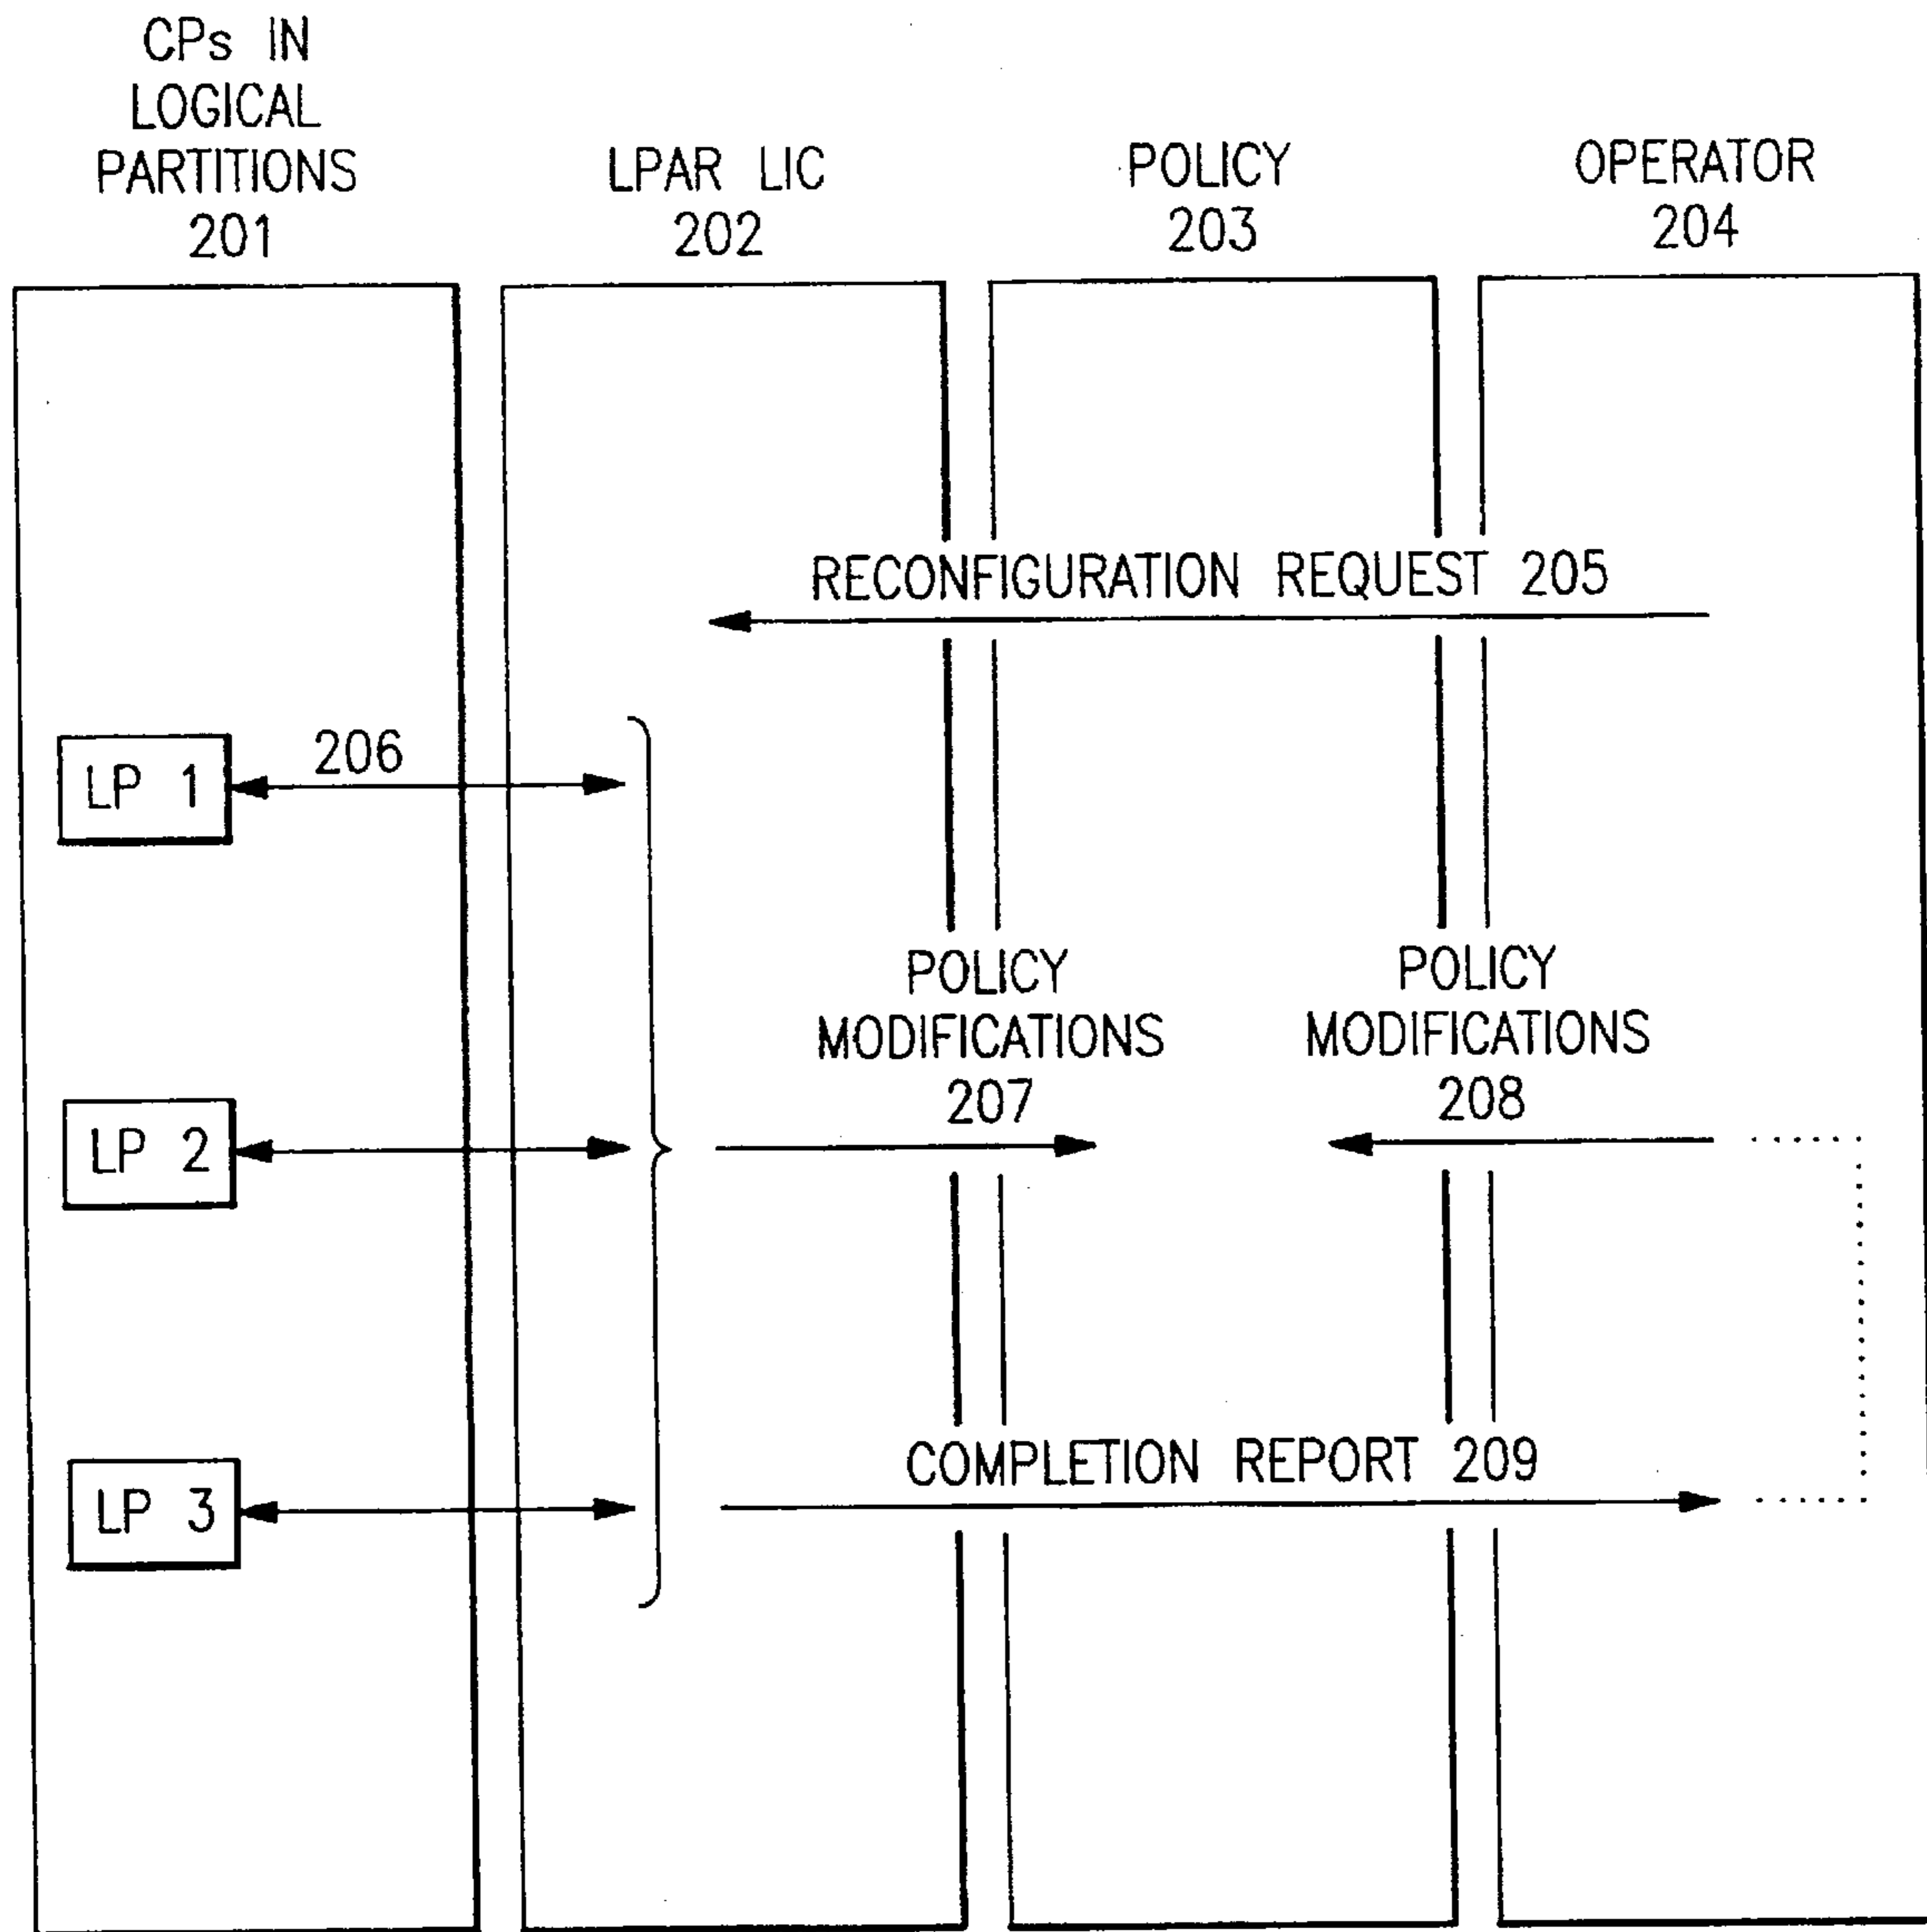 CPs IN
LOGICAL
PARTITIONS
201
LPAR LIC
202
POLICY
203
OPERATOR
204
RECONFIGURATION REQUEST 205
LP 1
206
POLICY
MODIFICATIONS
207
POLICY
MODIFICATIONS
208
LP 2
COMPLETION REPORT 209
LP 3